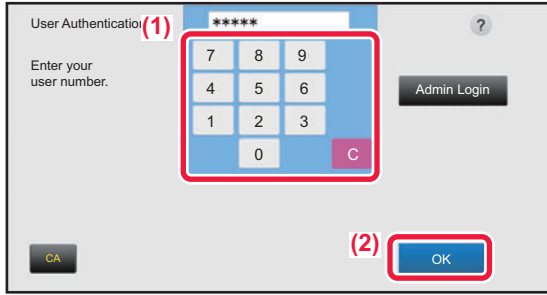 User Authentication
(1)
*****
?
Enter your
user number.
7 8 9
4 5 6
1 2 3
0 C
Admin Login
(2)
CA
OK